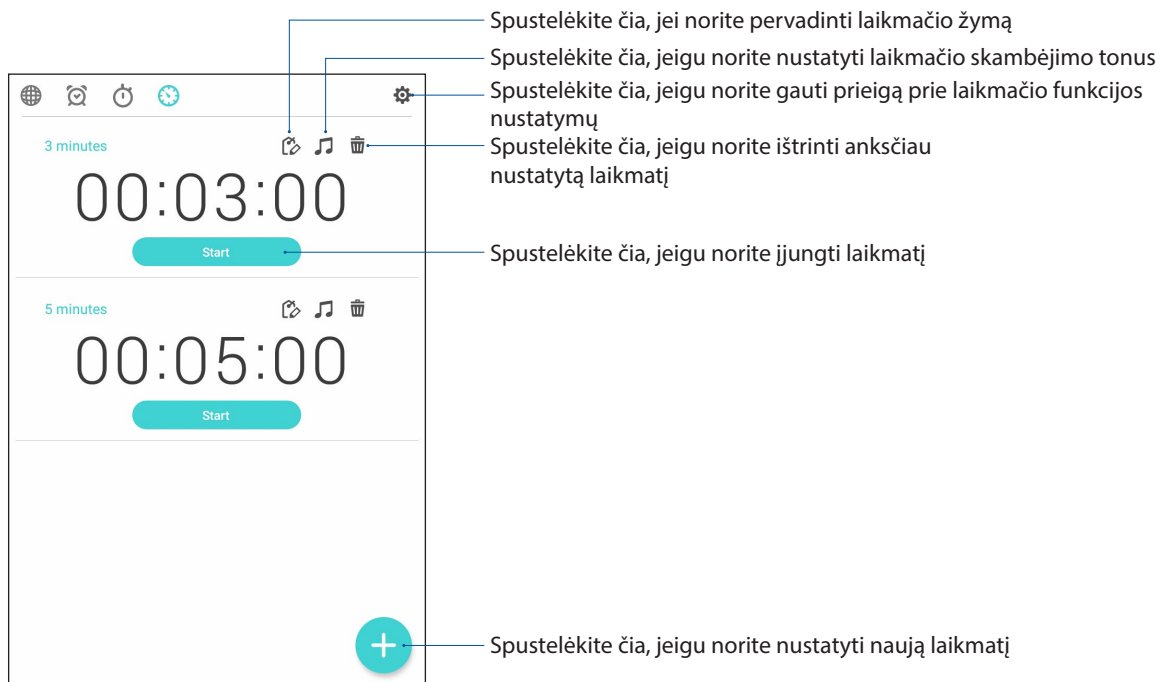 Spustelėkite čia, jei norite pervadinti laikmačio žymą
Spustelėkite čia, jeigu norite nustatyti laikmačio skambėjimo tonus
Spustelėkite čia, jeigu norite gauti prieigą prie laikmačio funkcijos
nustatymų
Spustelėkite čia, jeigu norite ištrinti anksčiau
nustatytą laikmatį
3 minutes
00:03:00
Start
Spustelėkite čia, jeigu norite įjungti laikmatį
5 minutes
00:05:00
Start
Spustelėkite čia, jeigu norite nustatyti naują laikmatį